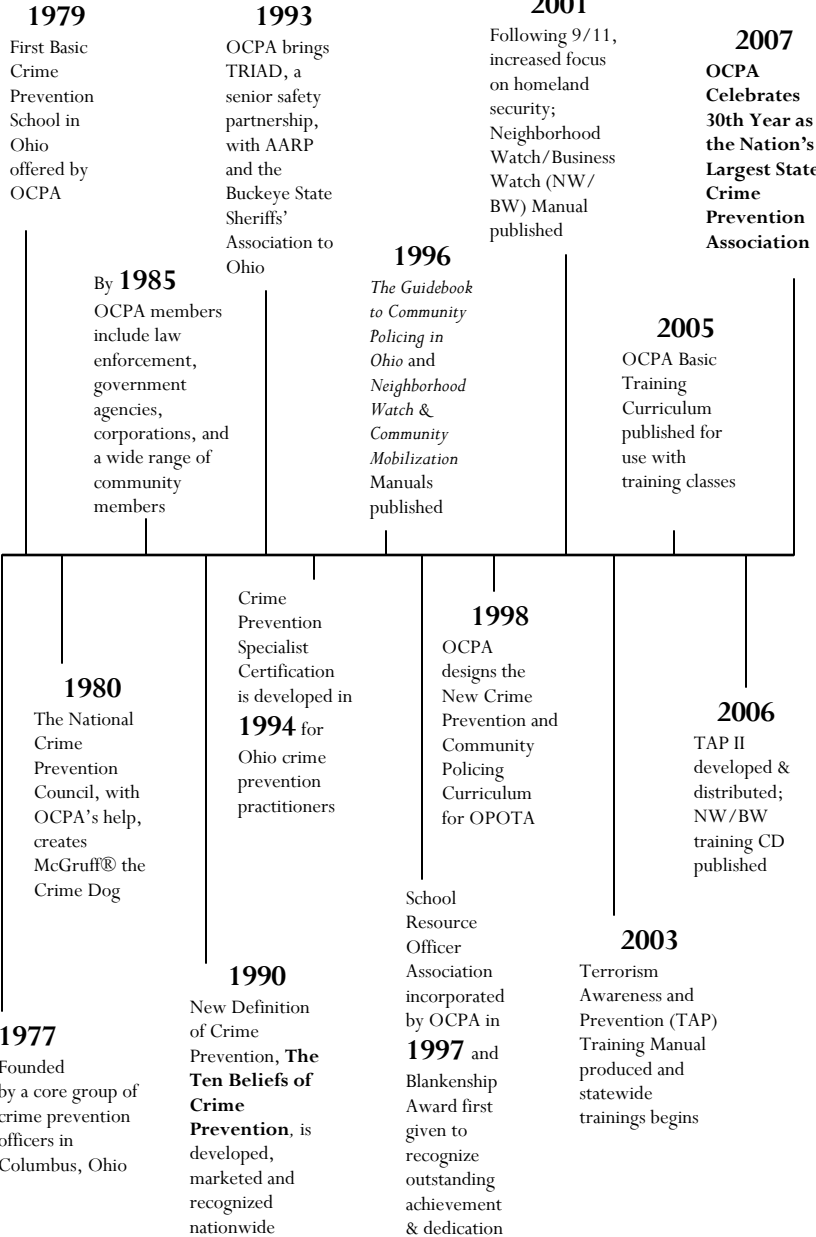 1979
First Basic
Crime
Prevention
School in
Ohio
offered by
OCPA
1993
OCPA brings
TRIAD, a
senior safety
partnership,
with AARP
and the
Buckeye State
Sheriffs’
Association to
Ohio
2001
Following 9/11,
increased focus
on homeland
security;
Neighborhood
Watch/Business
Watch (NW/
BW) Manual
published
2007
OCPA
Celebrates
30th Year as
the Nation’s
Largest State
Crime
Prevention
Association
By 1985
OCPA members
include law
enforcement,
government
agencies,
corporations, and
a wide range of
community
members
1996
The Guidebook
to Community
Policing in
Ohio and
Neighborhood
Watch &
Community
Mobilization
Manuals
published
2005
OCPA Basic
Training
Curriculum
published for
use with
training classes
1980
The National
Crime
Prevention
Council, with
OCPA’s help,
creates
McGruff® the
Crime Dog
Crime
Prevention
Specialist
Certification
is developed in
1994 for
Ohio crime
prevention
practitioners
1998
OCPA
designs the
New Crime
Prevention and
Community
Policing
Curriculum
for OPOTA
2006
TAP II
developed &
distributed;
NW/BW
training CD
published
1977
Founded
by a core group of
crime prevention
officers in
Columbus, Ohio
1990
New Definition
of Crime
Prevention, The
Ten Beliefs of
Crime
Prevention, is
developed,
marketed and
recognized
nationwide
School
Resource
Officer
Association
incorporated
by OCPA in
1997 and
Blankenship
Award first
given to
recognize
outstanding
achievement
& dedication
2003
Terrorism
Awareness and
Prevention (TAP)
Training Manual
produced and
statewide
trainings begins